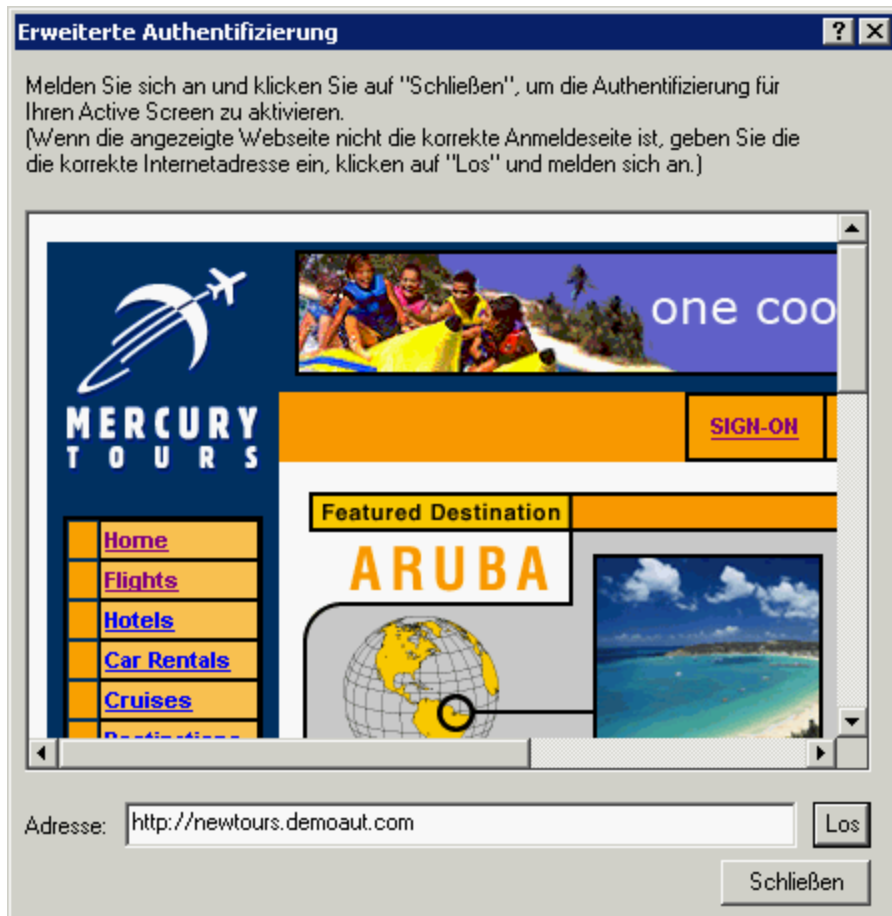 Erweiterte Authentifizierung
Melden Sie sich an und klicken Sie auf "Schließen", um die Authentifizierung für
Ihren Active Screen zu aktivieren.
(Wenn die angezeigte Webseite nicht die korrekte Anmeldeseite ist, geben Sie die
die korrekte Internetadresse ein, klicken auf "Los" und melden sich an.)
one coo
MERCURY
TOURS
SIGN-ON
Featured Destination
ARUBA
Home
Flights
Hotels
Car Rentals
Cruises
Adresse: http://newtours.demoaut.com Los
Schließen